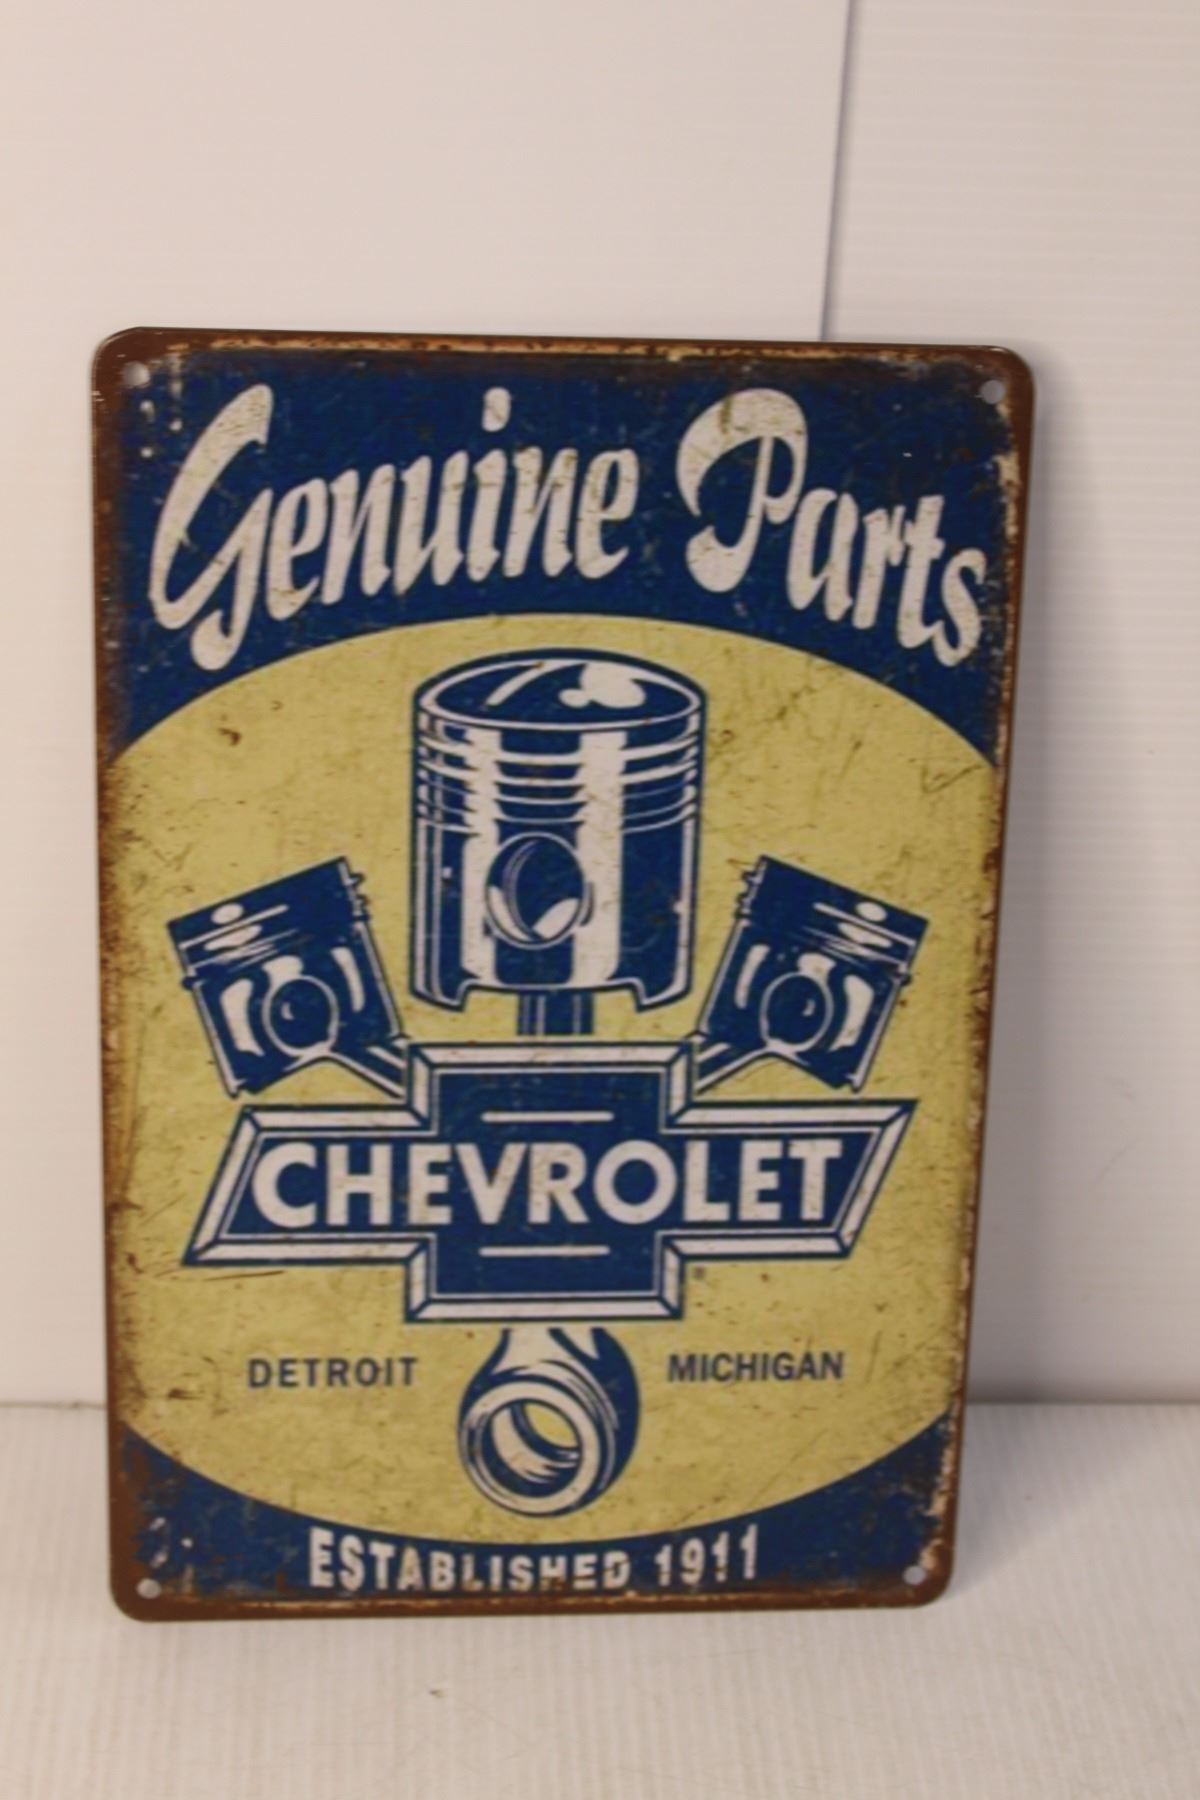 Genuine Parts
CHEVROLET
DETROIT MICHIGAN
ESTABLISHED 1911